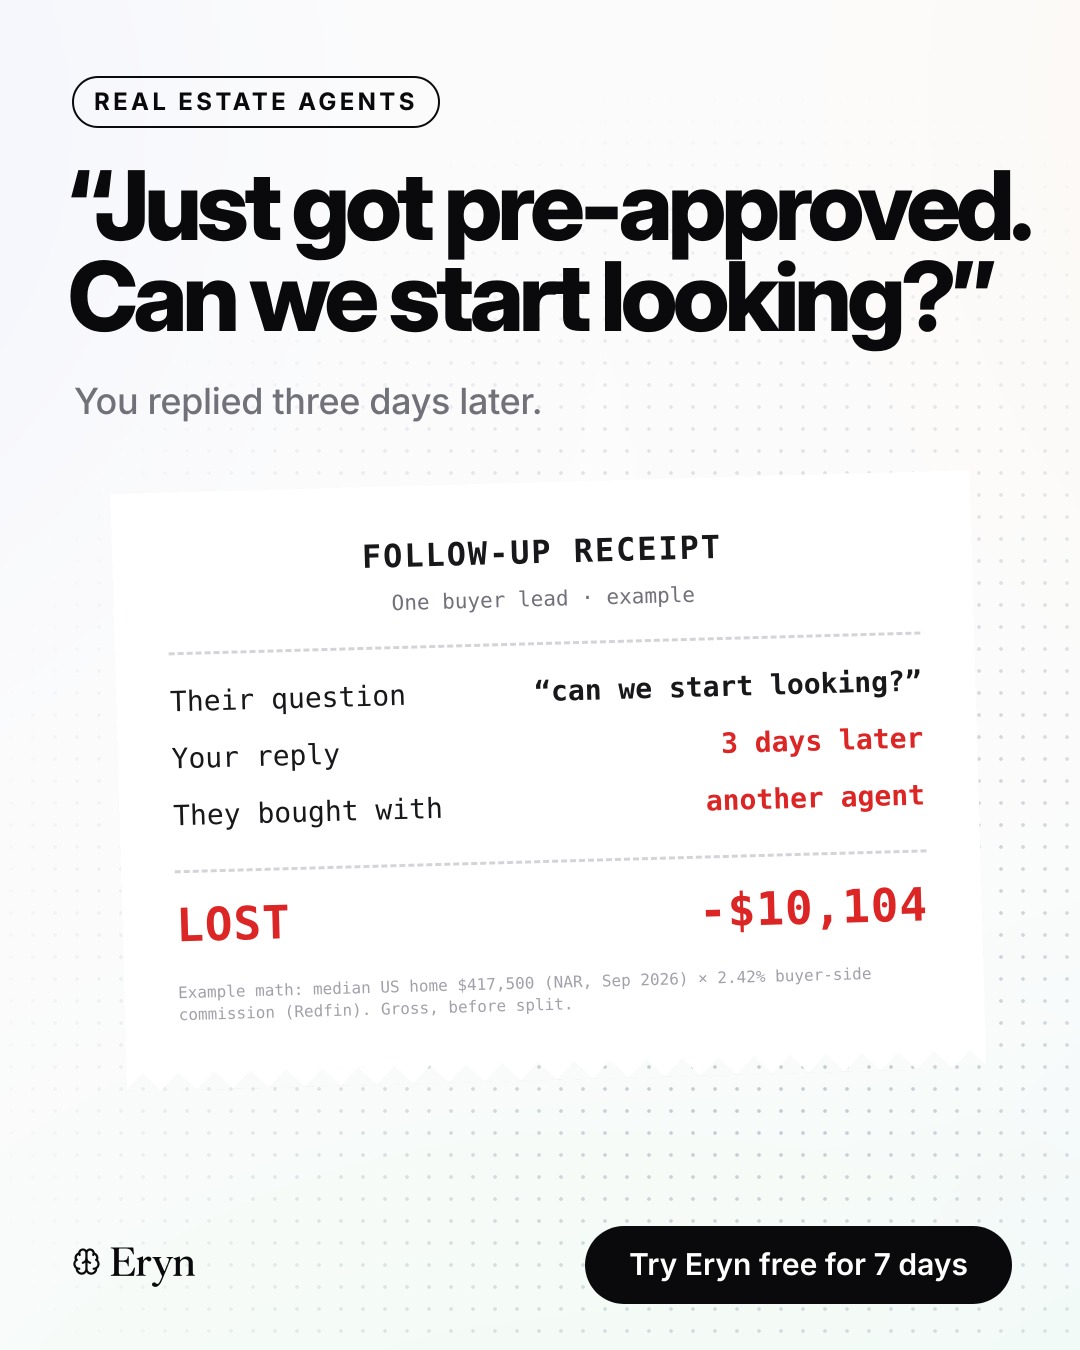 REAL ESTATE AGENTS
“Just got pre-approved.
Can we start looking?”
You replied three days later.
FOLLOW-UP RECEIPT
One buyer lead · example
Their question “can we start looking?”
Your reply 3 days later
They bought with another agent
LOST -$10,104
Example math: median US home $417,500 (NAR, Sep 2026) × 2.42% buyer-side
commission (Redfin). Gross, before split.
Eryn
Try Eryn free for 7 days